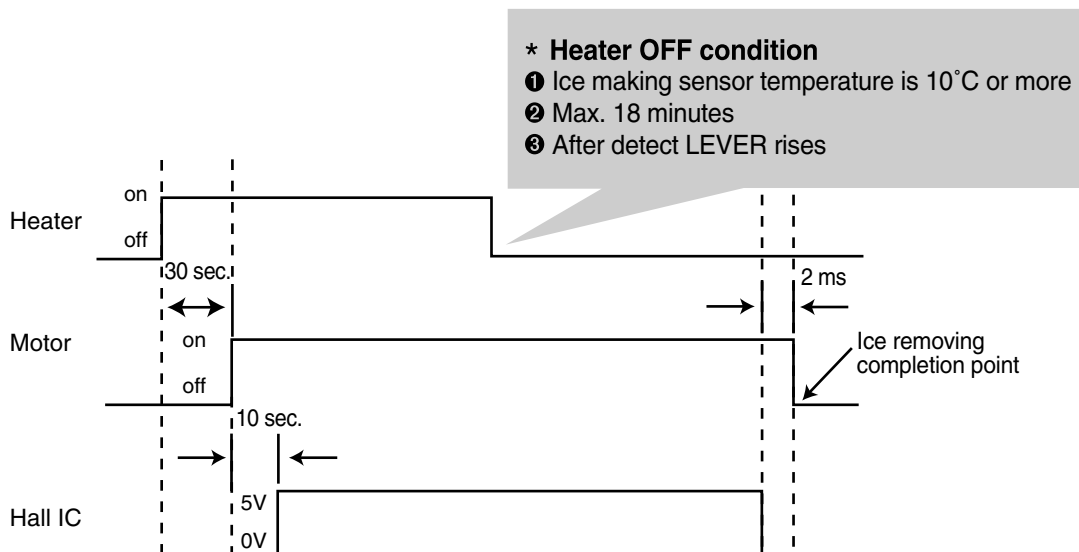 * Heater OFF condition
❶ Ice making sensor temperature is 10˚C or more
❷ Max. 18 minutes
❸ After detect LEVER rises
on
Heater
off
30 sec.
2 ms
Motor
on
Ice removing
completion point
off
10 sec.
5V
Hall IC
0V